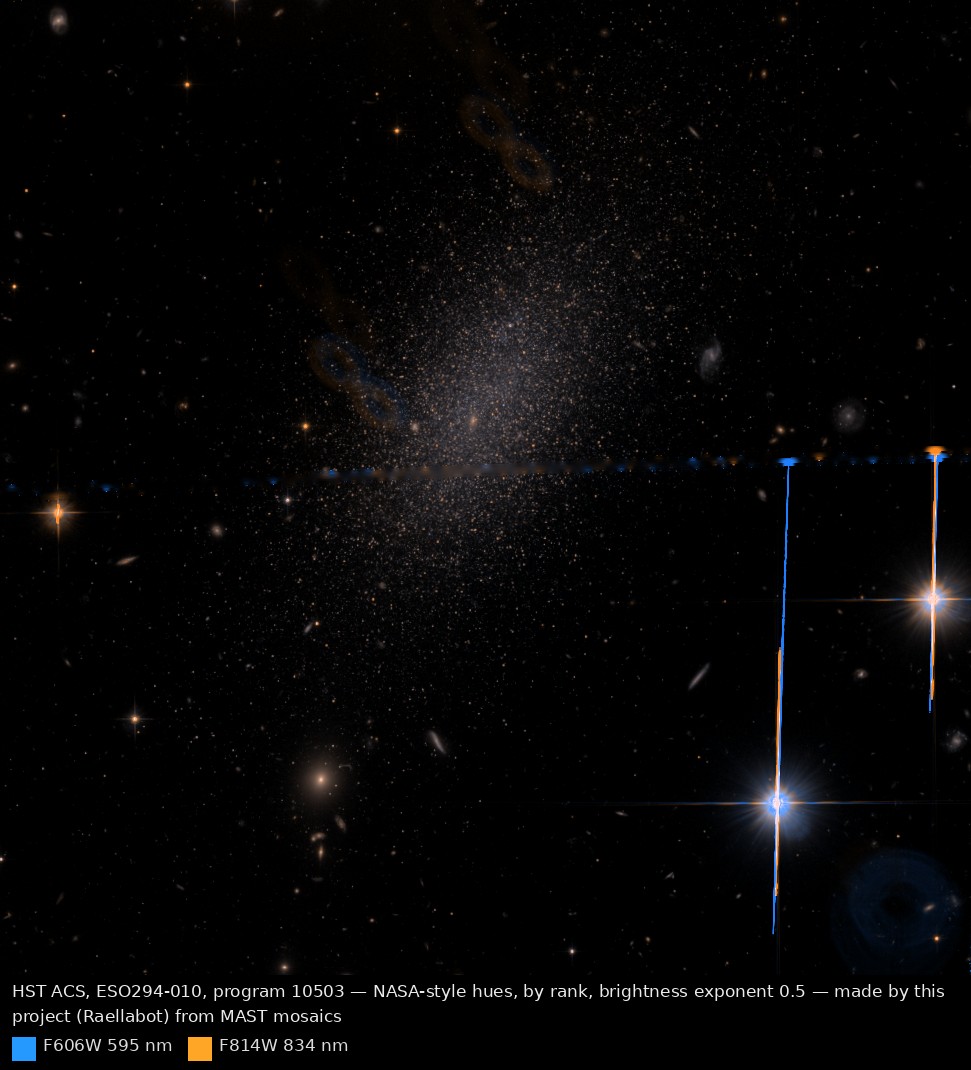 HST ACS, ESO294-010, program 10503 — NASA-style hues, by rank, brightness exponent 0.5 — made by this
project (Raellabot) from MAST mosaics
F606W 595 nm F814W 834 nm